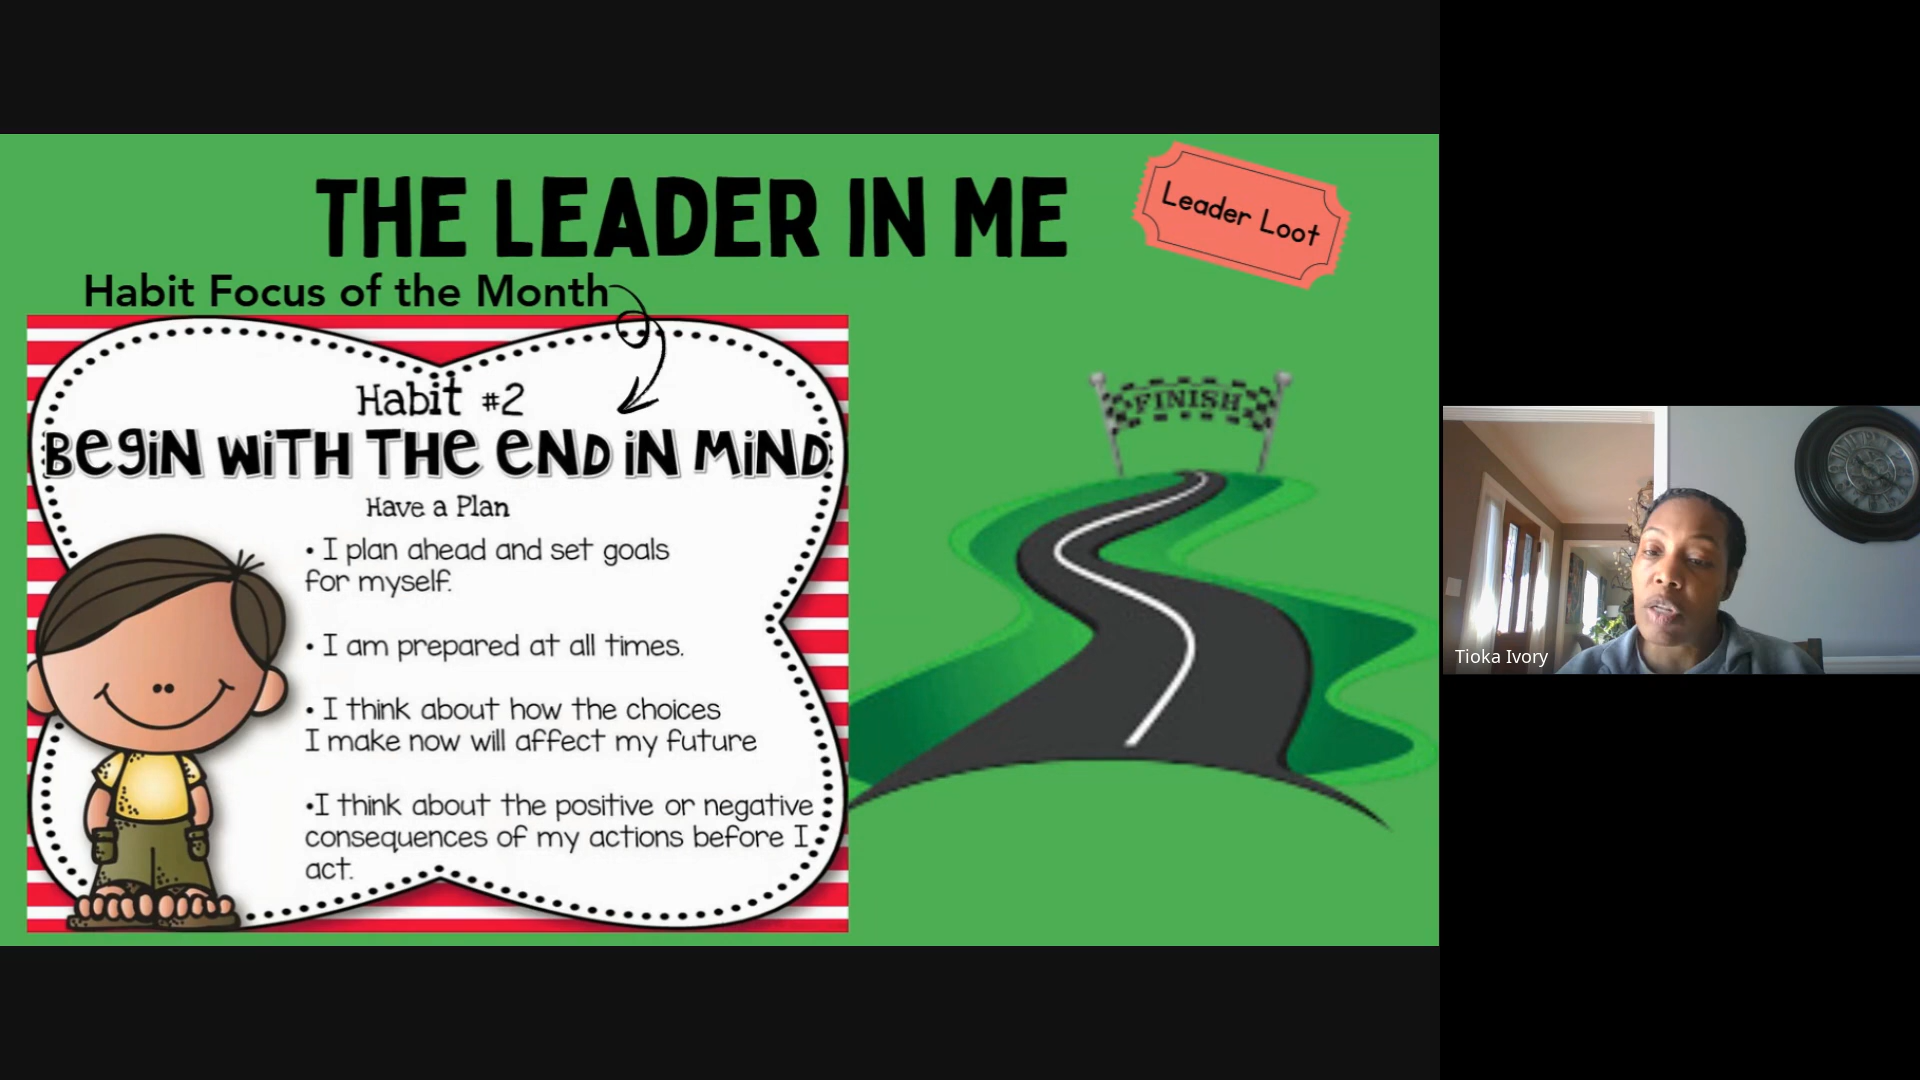 THE LEADER IN ME
Leader Loot
Habit Focus of the Month
Habit #2
BEGIN WITH THE END IN MIND
Have a Plan
• I plan ahead and set goals
for myself.
• I am prepared at all times.
• I think about how the choices
I make now will affect my future
•I think about the positive or negative
consequences of my actions before I
act.
FINISH
Tioka Ivory